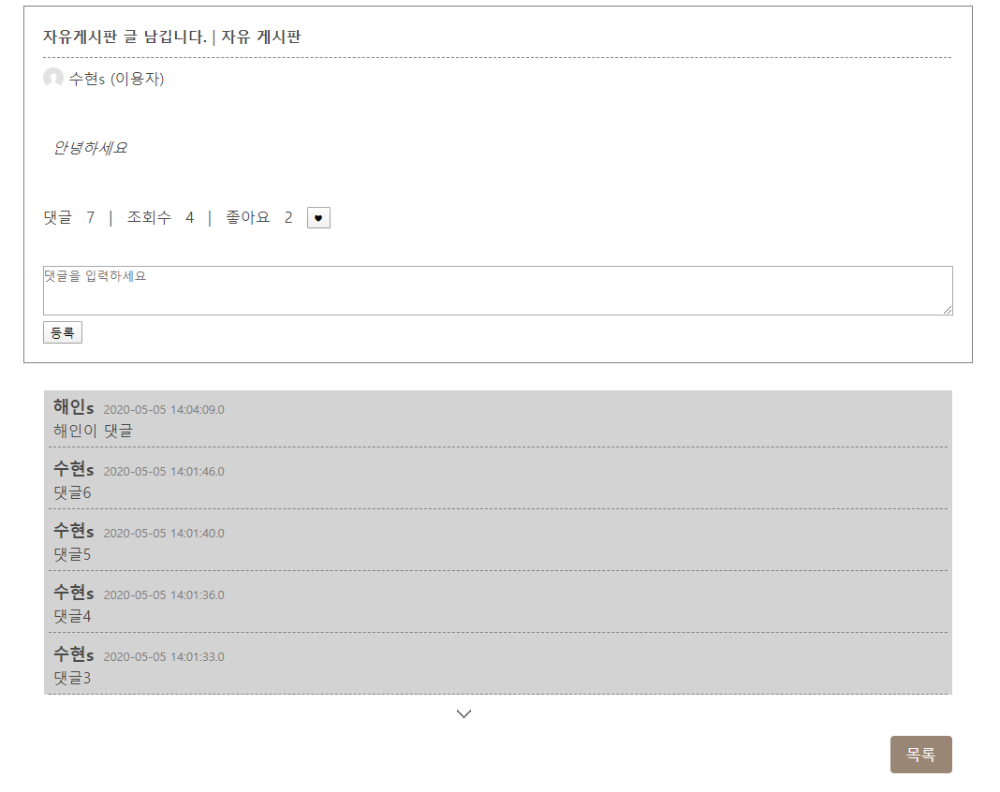 자유게시판 글 남깁니다. | 자유 게시판
수현s (이용자)
안녕하세요
댓글 7 | 조회수 4 | 좋아요 2 ♥
댓글을 입력하세요
등록
해인s 2020-05-05 14:04:09.0
해인이 댓글
수현s 2020-05-05 14:01:46.0
댓글6
수현s 2020-05-05 14:01:40.0
댓글5
수현s 2020-05-05 14:01:36.0
댓글4
수현s 2020-05-05 14:01:33.0
댓글3
목록